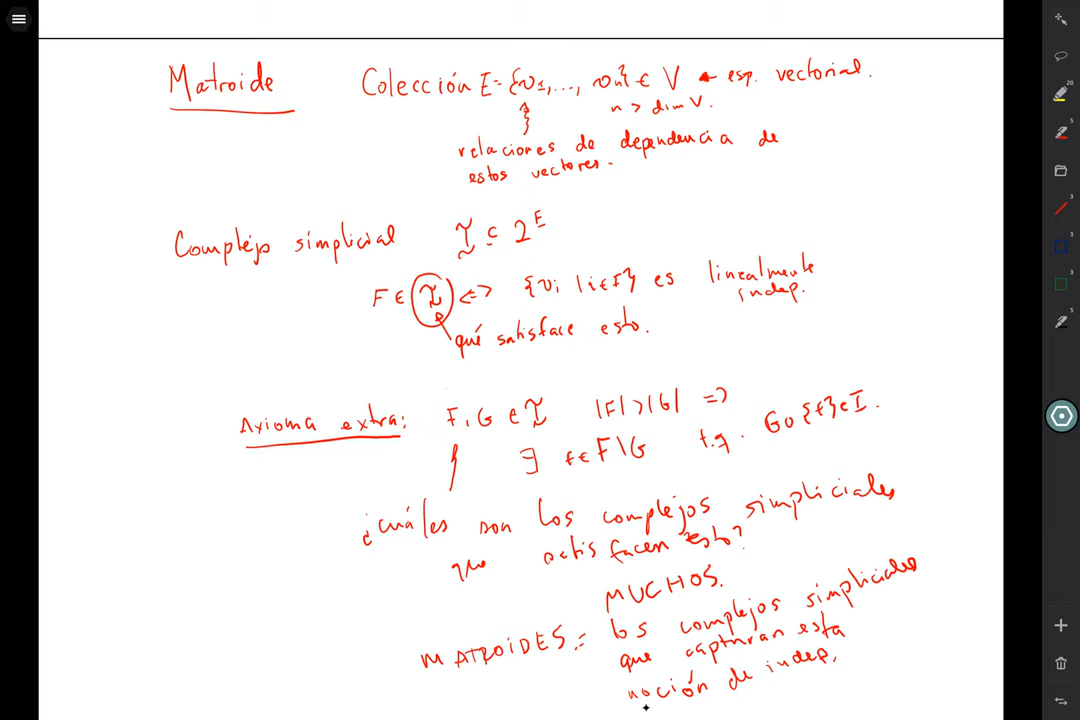 Matroide Colección E = {v1, ..., vn} ∈ V ← esp. vectorial.
n > dim V.
relaciones de dependencia de
estos vectores.
Complejo simplicial I ⊆ 2^E
F ∈ I <=> {vi | i∈F} es linealmente
indep.
qué satisface esto.
Axioma extra: F, G ∈ I |F|>|G| =>
∃ f∈F\G t.q. G∪{f}∈I.
¿cuáles son los complejos simpliciales
que satisfacen esto?
MUCHOS.
MATROIDES = los complejos simpliciales
que capturan esta
noción de indep.